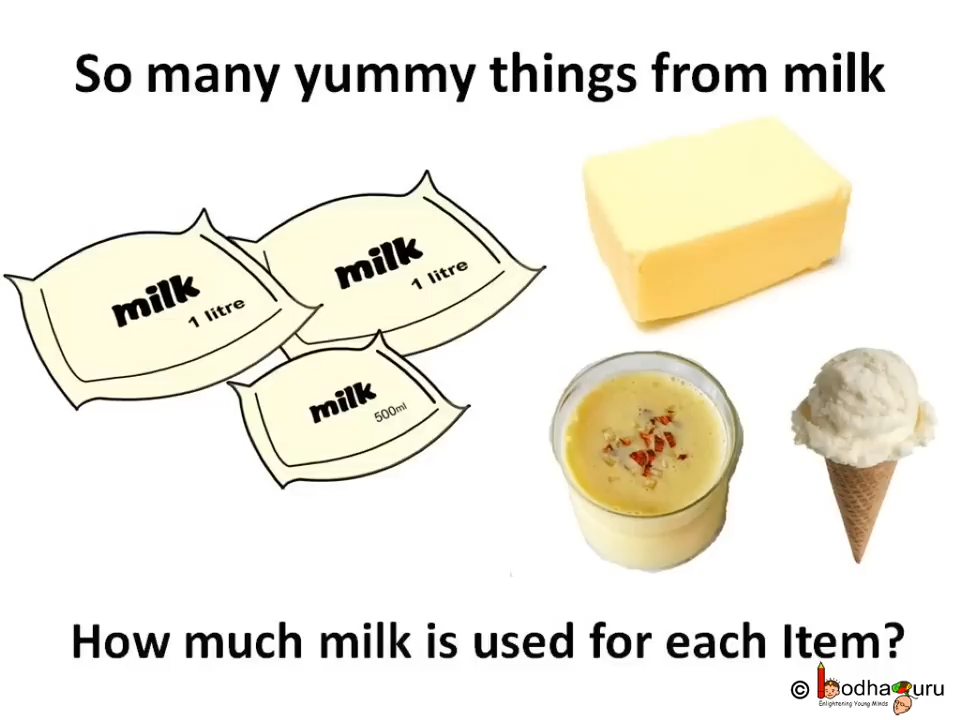 So many yummy things from milk
milk
1 litre
milk
1 litre
milk
500ml
How much milk is used for each Item?
© bodhaguru
Enlightening Young Minds